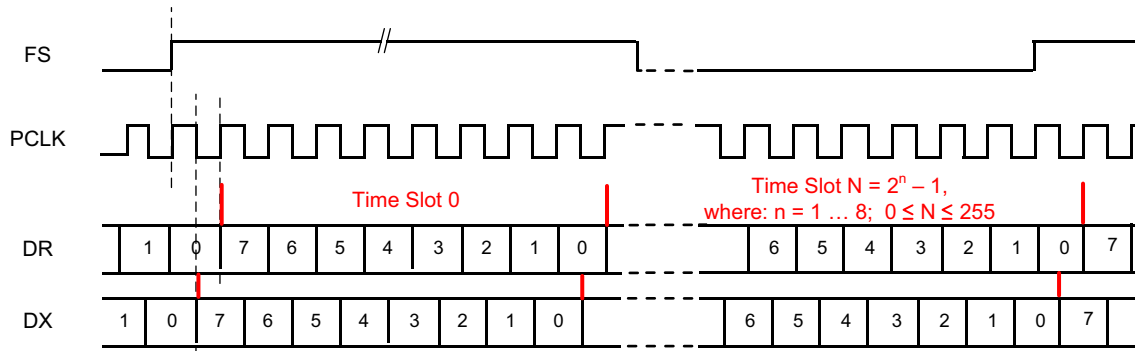 FS
PCLK
Time Slot 0
Time Slot N = 2ⁿ – 1,
where: n = 1 … 8; 0 ≤ N ≤ 255
DR 1 0 7 6 5 4 3 2 1 0 6 5 4 3 2 1 0 7
DX 1 0 7 6 5 4 3 2 1 0 6 5 4 3 2 1 0 7